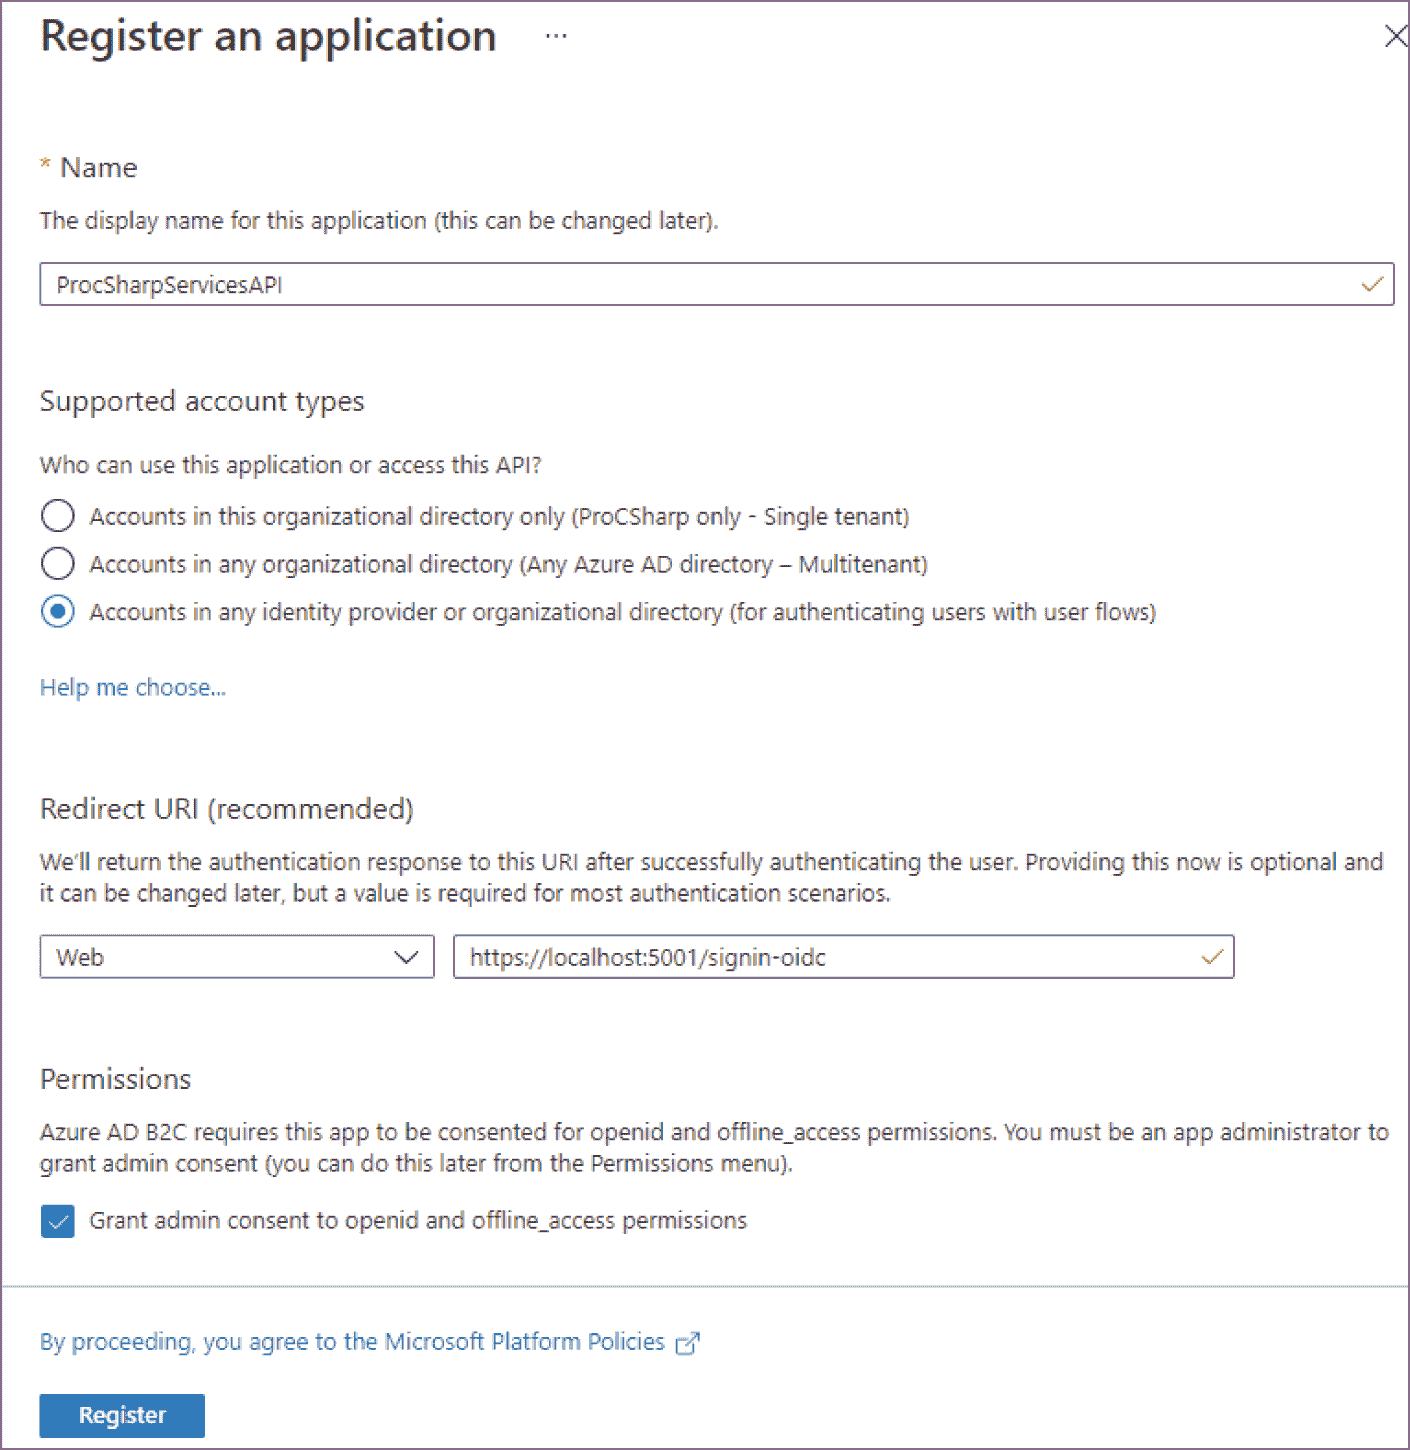 Register an application ...
* Name
The display name for this application (this can be changed later).
ProcSharpServicesAPI
Supported account types
Who can use this application or access this API?
Accounts in this organizational directory only (ProCSharp only - Single tenant)
Accounts in any organizational directory (Any Azure AD directory – Multitenant)
Accounts in any identity provider or organizational directory (for authenticating users with user flows)
Help me choose...
Redirect URI (recommended)
We'll return the authentication response to this URI after successfully authenticating the user. Providing this now is optional and
it can be changed later, but a value is required for most authentication scenarios.
Web https://localhost:5001/signin-oidc
Permissions
Azure AD B2C requires this app to be consented for openid and offline_access permissions. You must be an app administrator to
grant admin consent (you can do this later from the Permissions menu).
Grant admin consent to openid and offline_access permissions
By proceeding, you agree to the Microsoft Platform Policies
Register